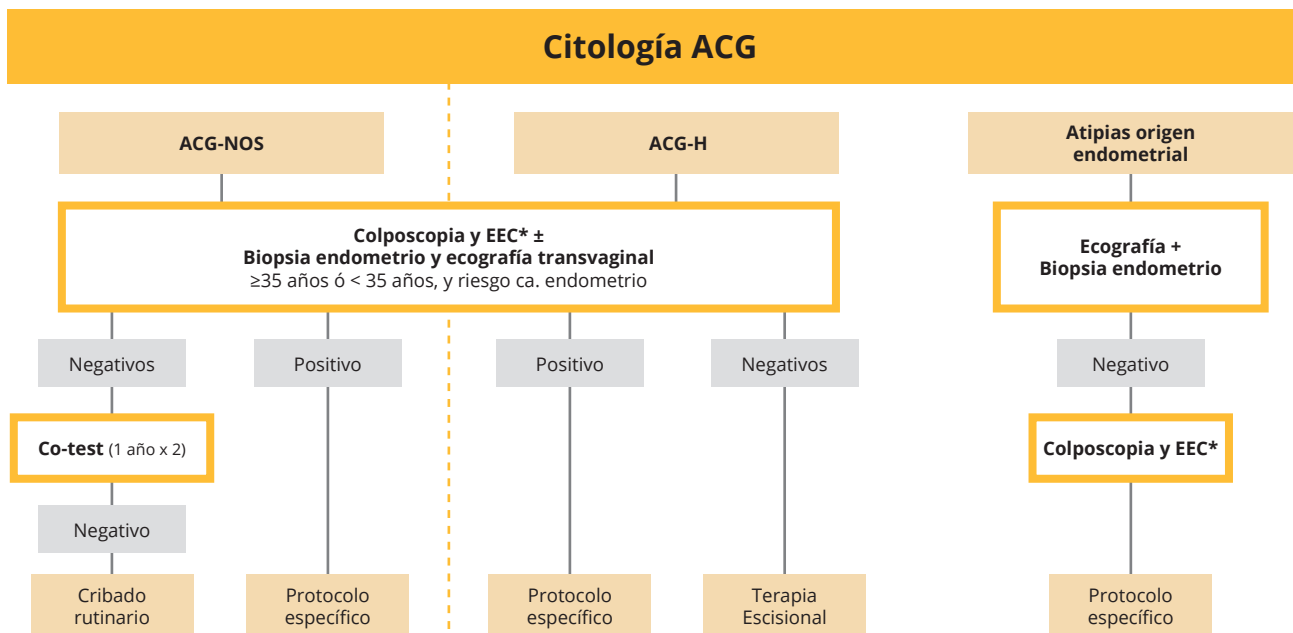 Citología ACG
ACG-NOS
ACG-H
Atipias origen
endometrial
Colposcopia y EEC* ±
Biopsia endometrio y ecografía transvaginal
≥35 años ó < 35 años, y riesgo ca. endometrio
Ecografía +
Biopsia endometrio
Negativos
Positivo
Positivo
Negativos
Negativo
Co-test (1 año x 2)
Colposcopia y EEC*
Negativo
Cribado
rutinario
Protocolo
específico
Protocolo
específico
Terapia
Escisional
Protocolo
específico